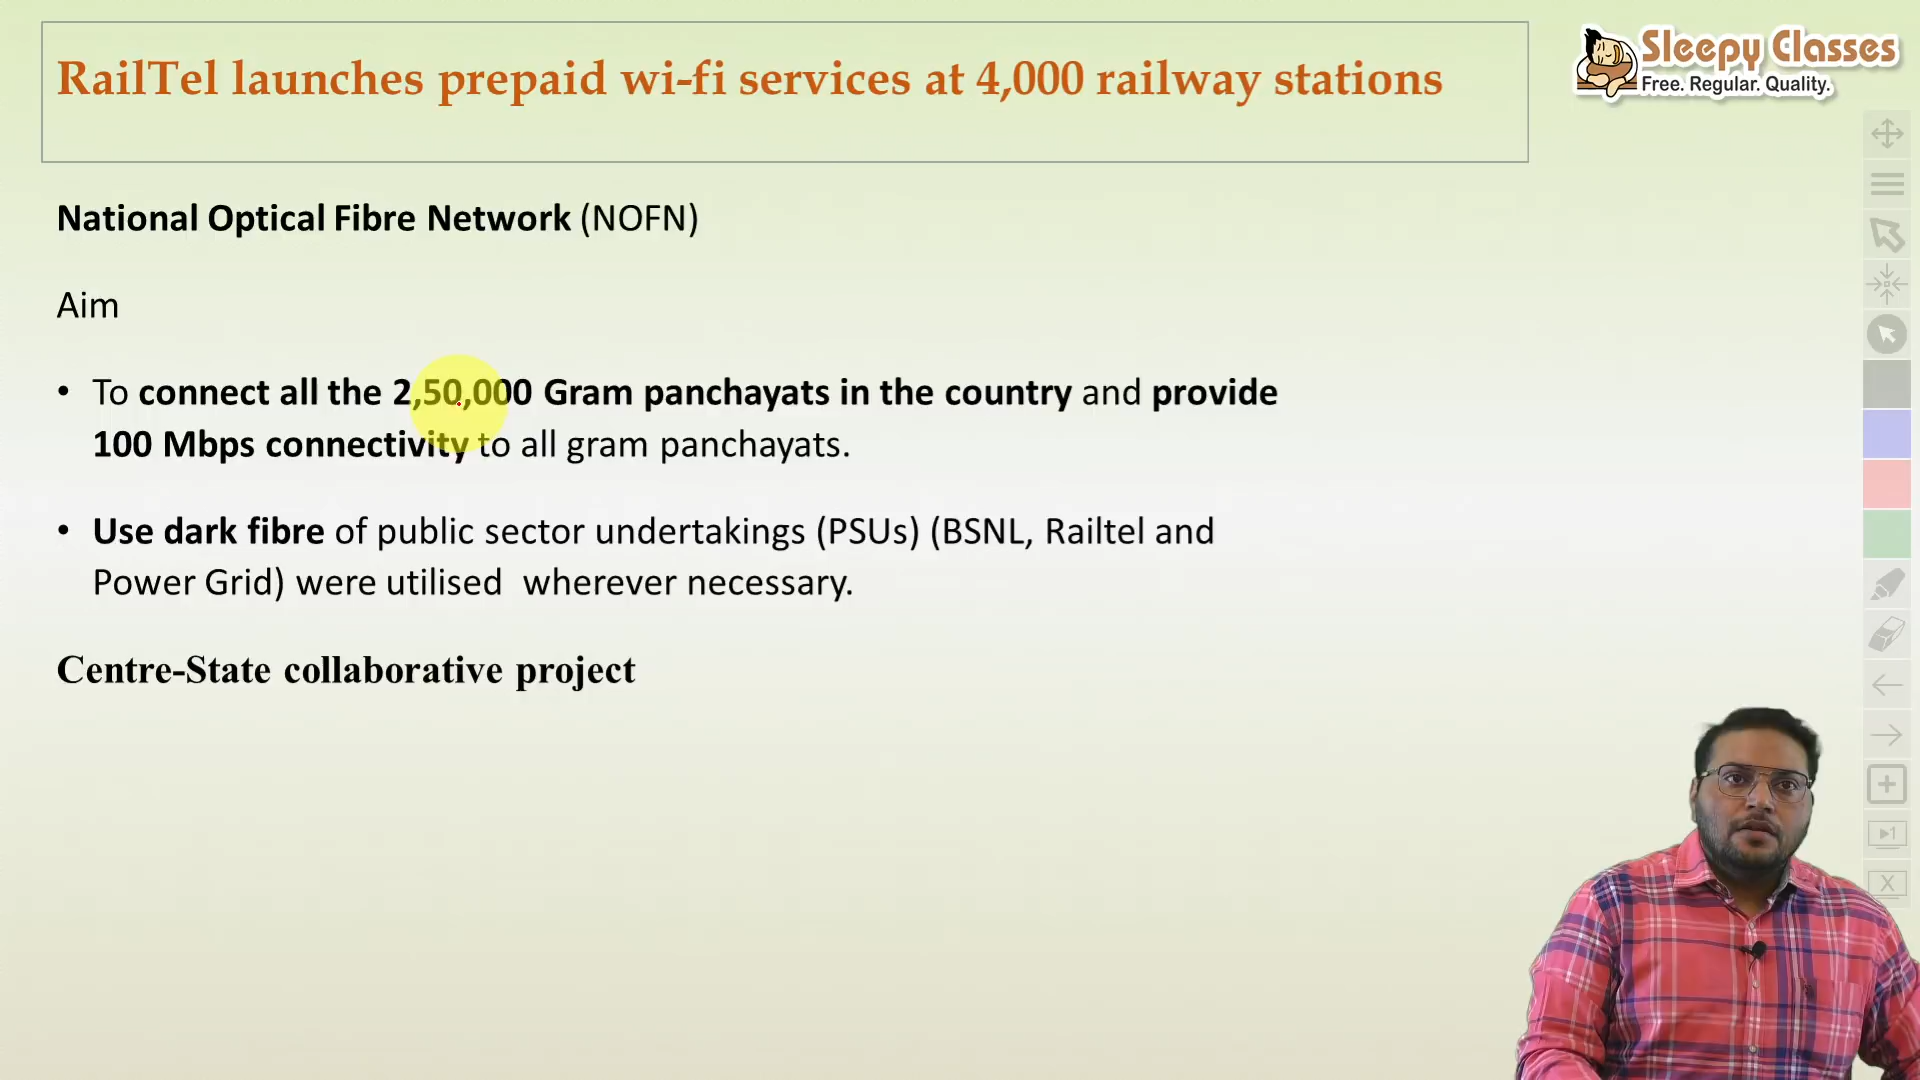 RailTel launches prepaid wi-fi services at 4,000 railway stations
Sleepy Classes
Free. Regular. Quality.
National Optical Fibre Network (NOFN)
Aim
• To connect all the 2,50,000 Gram panchayats in the country and provide
100 Mbps connectivity to all gram panchayats.
• Use dark fibre of public sector undertakings (PSUs) (BSNL, Railtel and
Power Grid) were utilised  wherever necessary.
Centre-State collaborative project
1
X